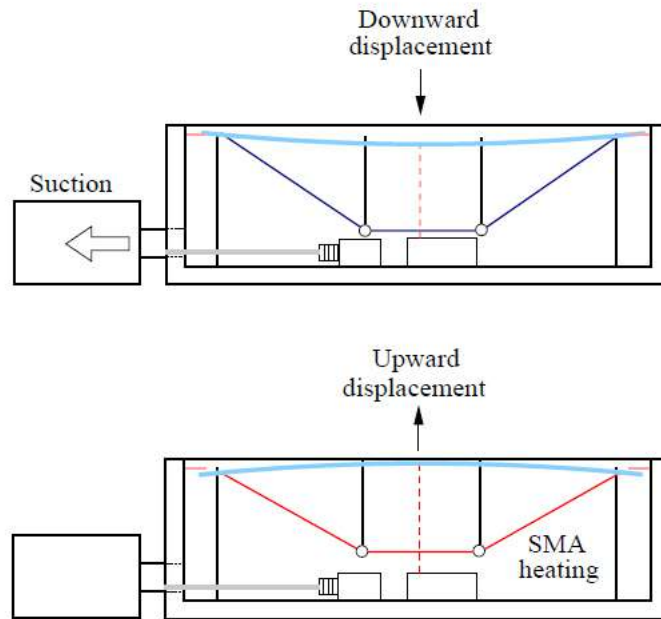 Downward
displacement
Suction
Upward
displacement
SMA
heating